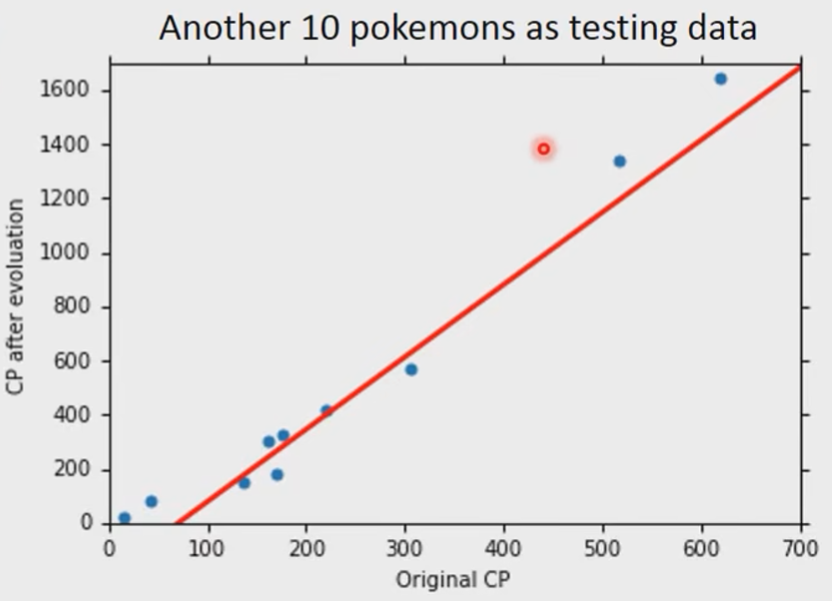 Another 10 pokemons as testing data
1600
1400
1200
1000
800
600
400
200
0
CP after evoluation
0 100 200 300 400 500 600 700
Original CP